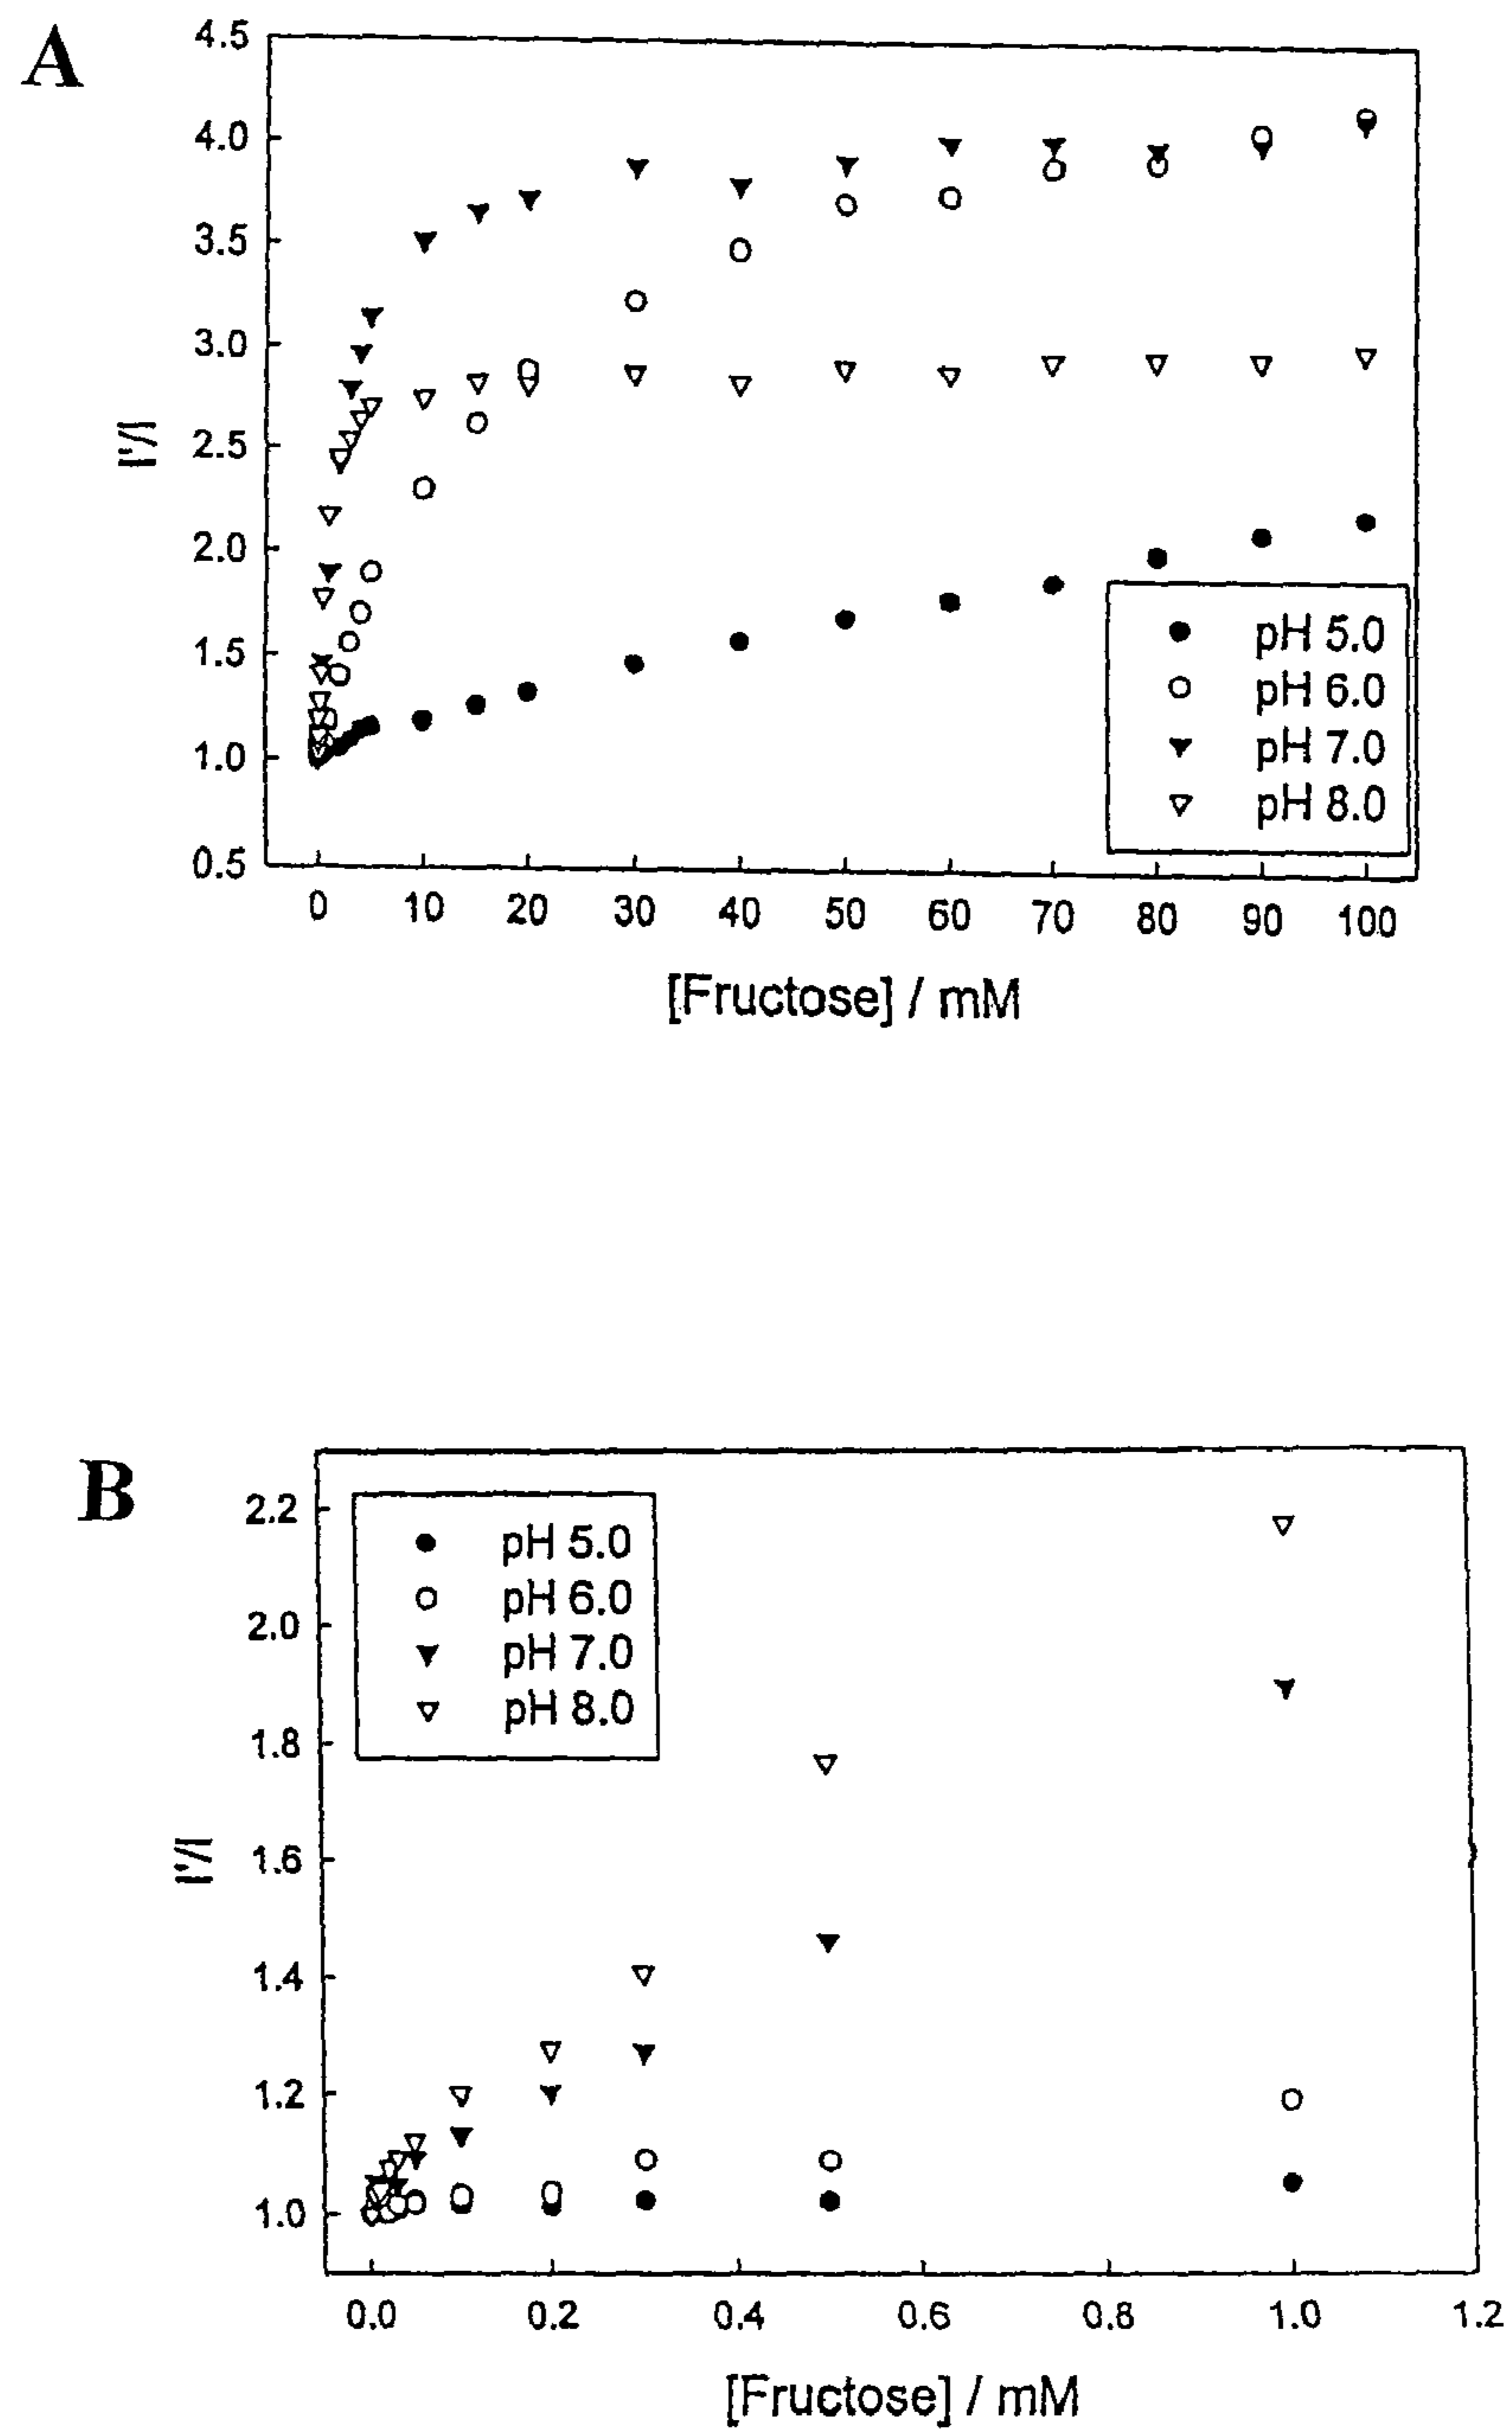 A
4.5
4.0
3.5
3.0
2.5
2.0
1.5
1.0
0.5
I'/I
pH 5.0
pH 6.0
pH 7.0
pH 8.0
0 10 20 30 40 50 60 70 80 90 100
[Fructose] / mM
B
2.2
2.0
1.8
1.6
1.4
1.2
1.0
I'/I
pH 5.0
pH 6.0
pH 7.0
pH 8.0
0.0 0.2 0.4 0.6 0.8 1.0 1.2
[Fructose] / mM